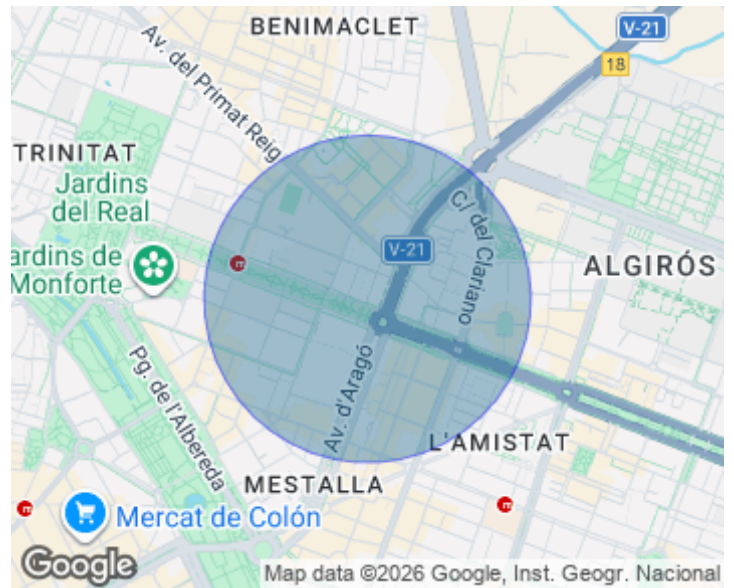 BENIMACLET
V-21
18
Av. del Primat Reig
TRINITAT
Jardins
del Real
ardins de
Monforte
V-21
C/ del Clariano
ALGIRÓS
Pg. de l'Albereda
Av. d'Aragó
L'AMISTAT
MESTALLA
Mercat de Colón
Google
Map data ©2026 Google, Inst. Geogr. Nacional